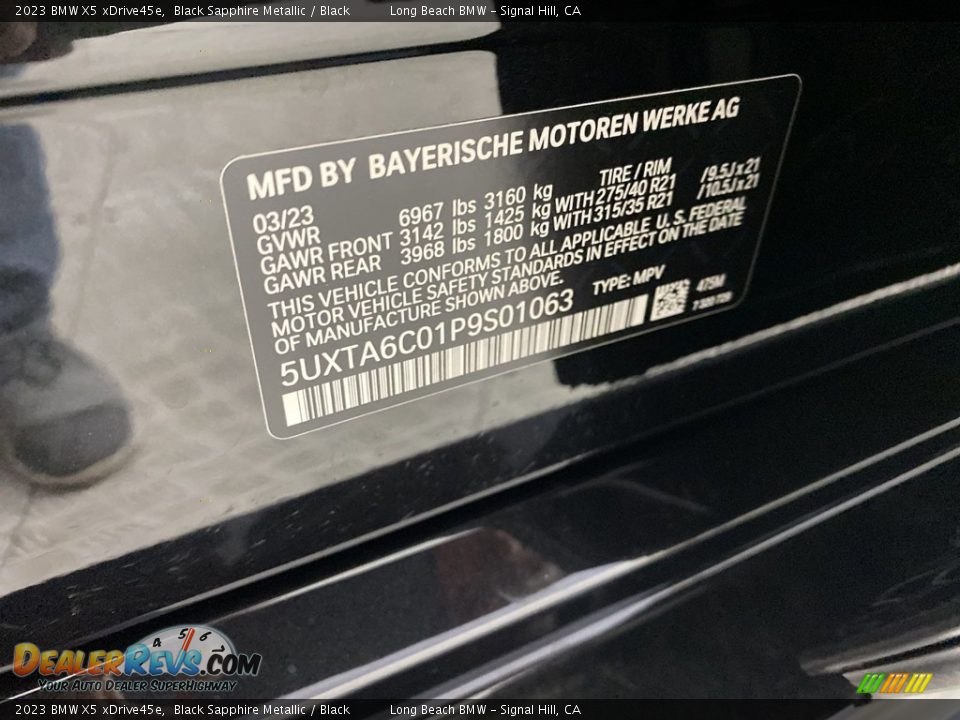 2023 BMW X5 xDrive45e, Black Sapphire Metallic / Black Long Beach BMW - Signal Hill, CA
MFD BY BAYERISCHE MOTOREN WERKE AG
03/23 TIRE / RIM
GVWR 6967 lbs 3160 kg
GAWR FRONT 3142 lbs 1425 kg WITH 275/40 R21 /9.5Jx21
GAWR REAR 3968 lbs 1800 kg WITH 315/35 R21 /10.5Jx21
THIS VEHICLE CONFORMS TO ALL APPLICABLE U.S. FEDERAL
MOTOR VEHICLE SAFETY STANDARDS IN EFFECT ON THE DATE
OF MANUFACTURE SHOWN ABOVE.
5UXTA6C01P9S01063 TYPE: MPV
475M
4 5 6
DEALERREVS.COM
YOUR AUTO DEALER SUPERHIGHWAY
2023 BMW X5 xDrive45e, Black Sapphire Metallic / Black Long Beach BMW - Signal Hill, CA